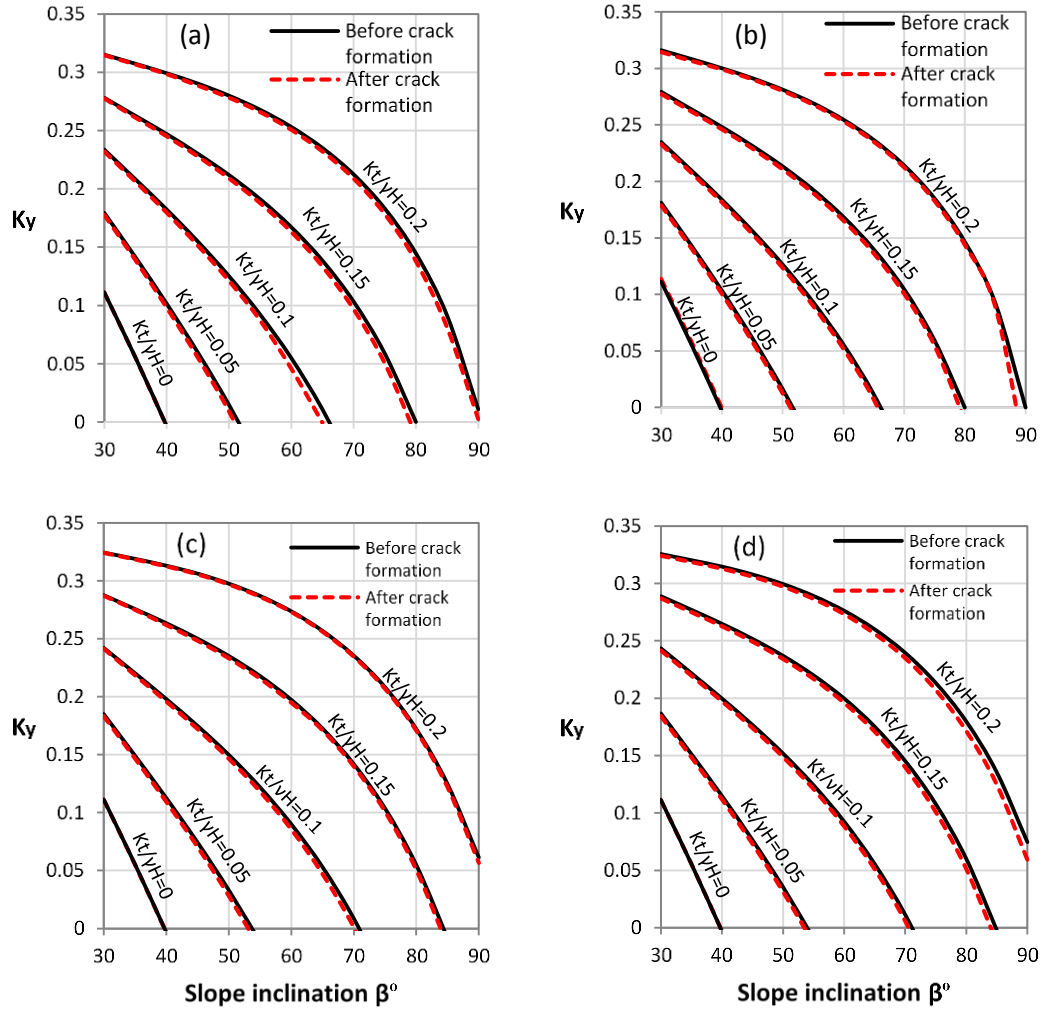 (a)
Before crack
formation
After crack
formation
0.35
0.3
0.25
0.2
0.15
0.1
0.05
0
Ky
Kt/γH=0.2
Kt/γH=0.15
Kt/γH=0.1
Kt/γH=0.05
Kt/γH=0
30 40 50 60 70 80 90
(b)
Before crack
formation
After crack
formation
0.35
0.3
0.25
0.2
0.15
0.1
0.05
0
Ky
Kt/γH=0.2
Kt/γH=0.15
Kt/γH=0.1
Kt/γH=0.05
Kt/γH=0
30 40 50 60 70 80 90
(c)
Before crack
formation
After crack
formation
0.35
0.3
0.25
0.2
0.15
0.1
0.05
0
Ky
Kt/γH=0.2
Kt/γH=0.15
Kt/γH=0.1
Kt/γH=0.05
Kt/γH=0
30 40 50 60 70 80 90
Slope inclination βº
(d)
Before crack
formation
After crack
formation
0.35
0.3
0.25
0.2
0.15
0.1
0.05
0
Ky
Kt/γH=0.2
Kt/γH=0.15
Kt/γH=0.1
Kt/γH=0.05
Kt/γH=0
30 40 50 60 70 80 90
Slope inclination βº